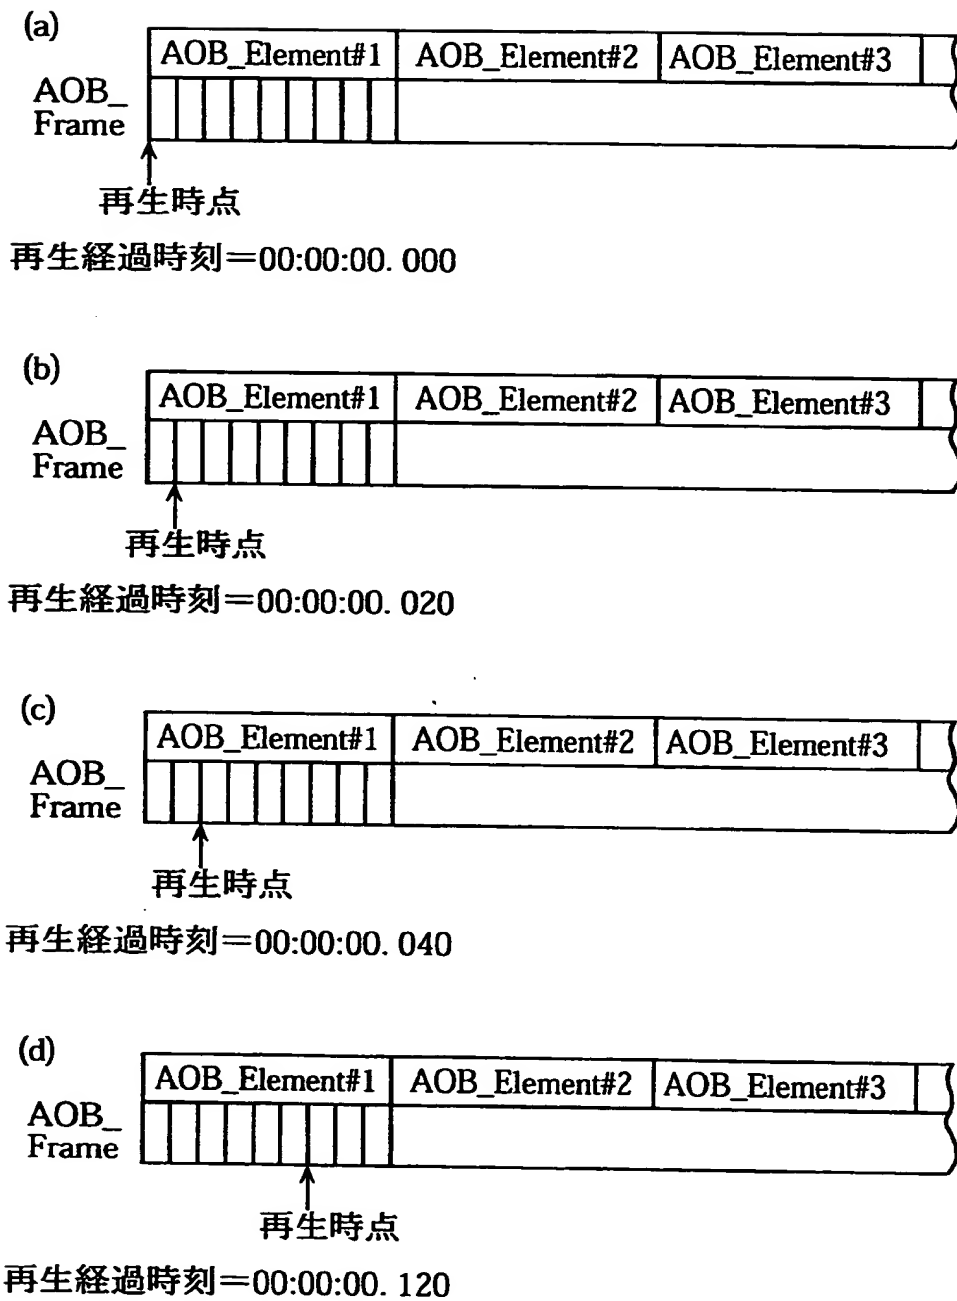 (a)
AOB_Element#1 AOB_Element#2 AOB_Element#3
AOB_
Frame
再生時点
再生経過時刻＝00:00:00. 000
(b)
AOB_Element#1 AOB_Element#2 AOB_Element#3
AOB_
Frame
再生時点
再生経過時刻＝00:00:00. 020
(c)
AOB_Element#1 AOB_Element#2 AOB_Element#3
AOB_
Frame
再生時点
再生経過時刻＝00:00:00. 040
(d)
AOB_Element#1 AOB_Element#2 AOB_Element#3
AOB_
Frame
再生時点
再生経過時刻＝00:00:00. 120